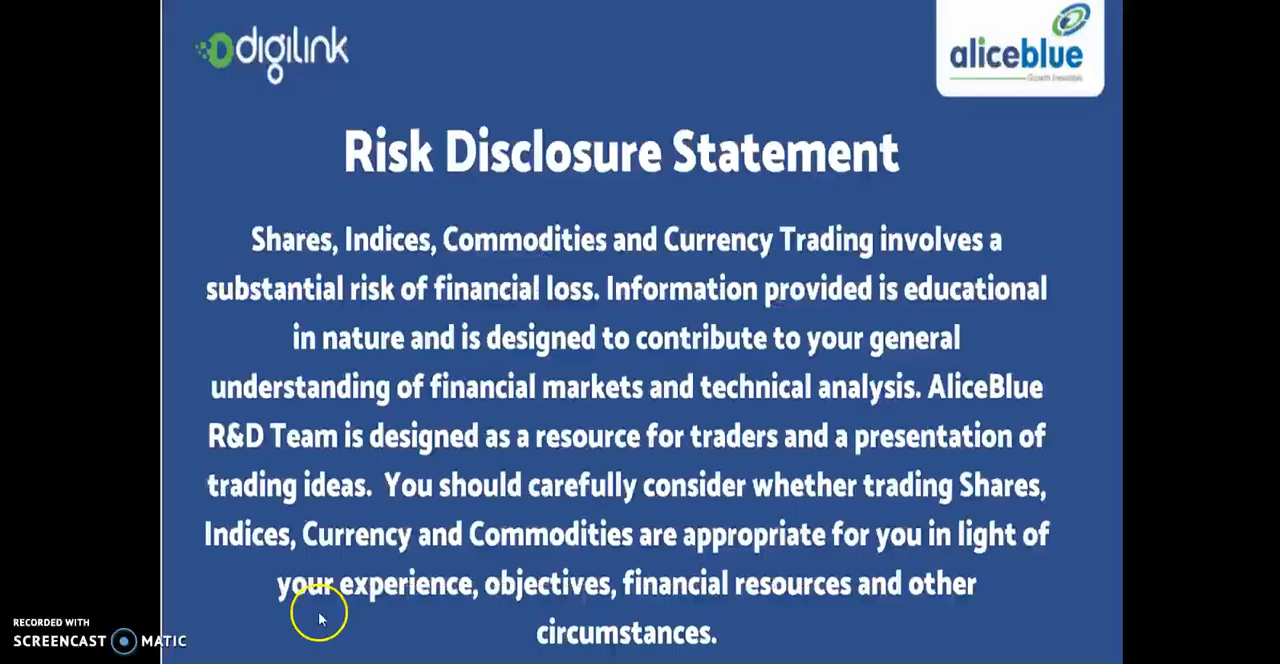 digilink
aliceblue
Risk Disclosure Statement
Shares, Indices, Commodities and Currency Trading involves a
substantial risk of financial loss. Information provided is educational
in nature and is designed to contribute to your general
understanding of financial markets and technical analysis. AliceBlue
R&D Team is designed as a resource for traders and a presentation of
trading ideas.  You should carefully consider whether trading Shares,
Indices, Currency and Commodities are appropriate for you in light of
your experience, objectives, financial resources and other
circumstances.
RECORDED WITH
SCREENCAST MATIC